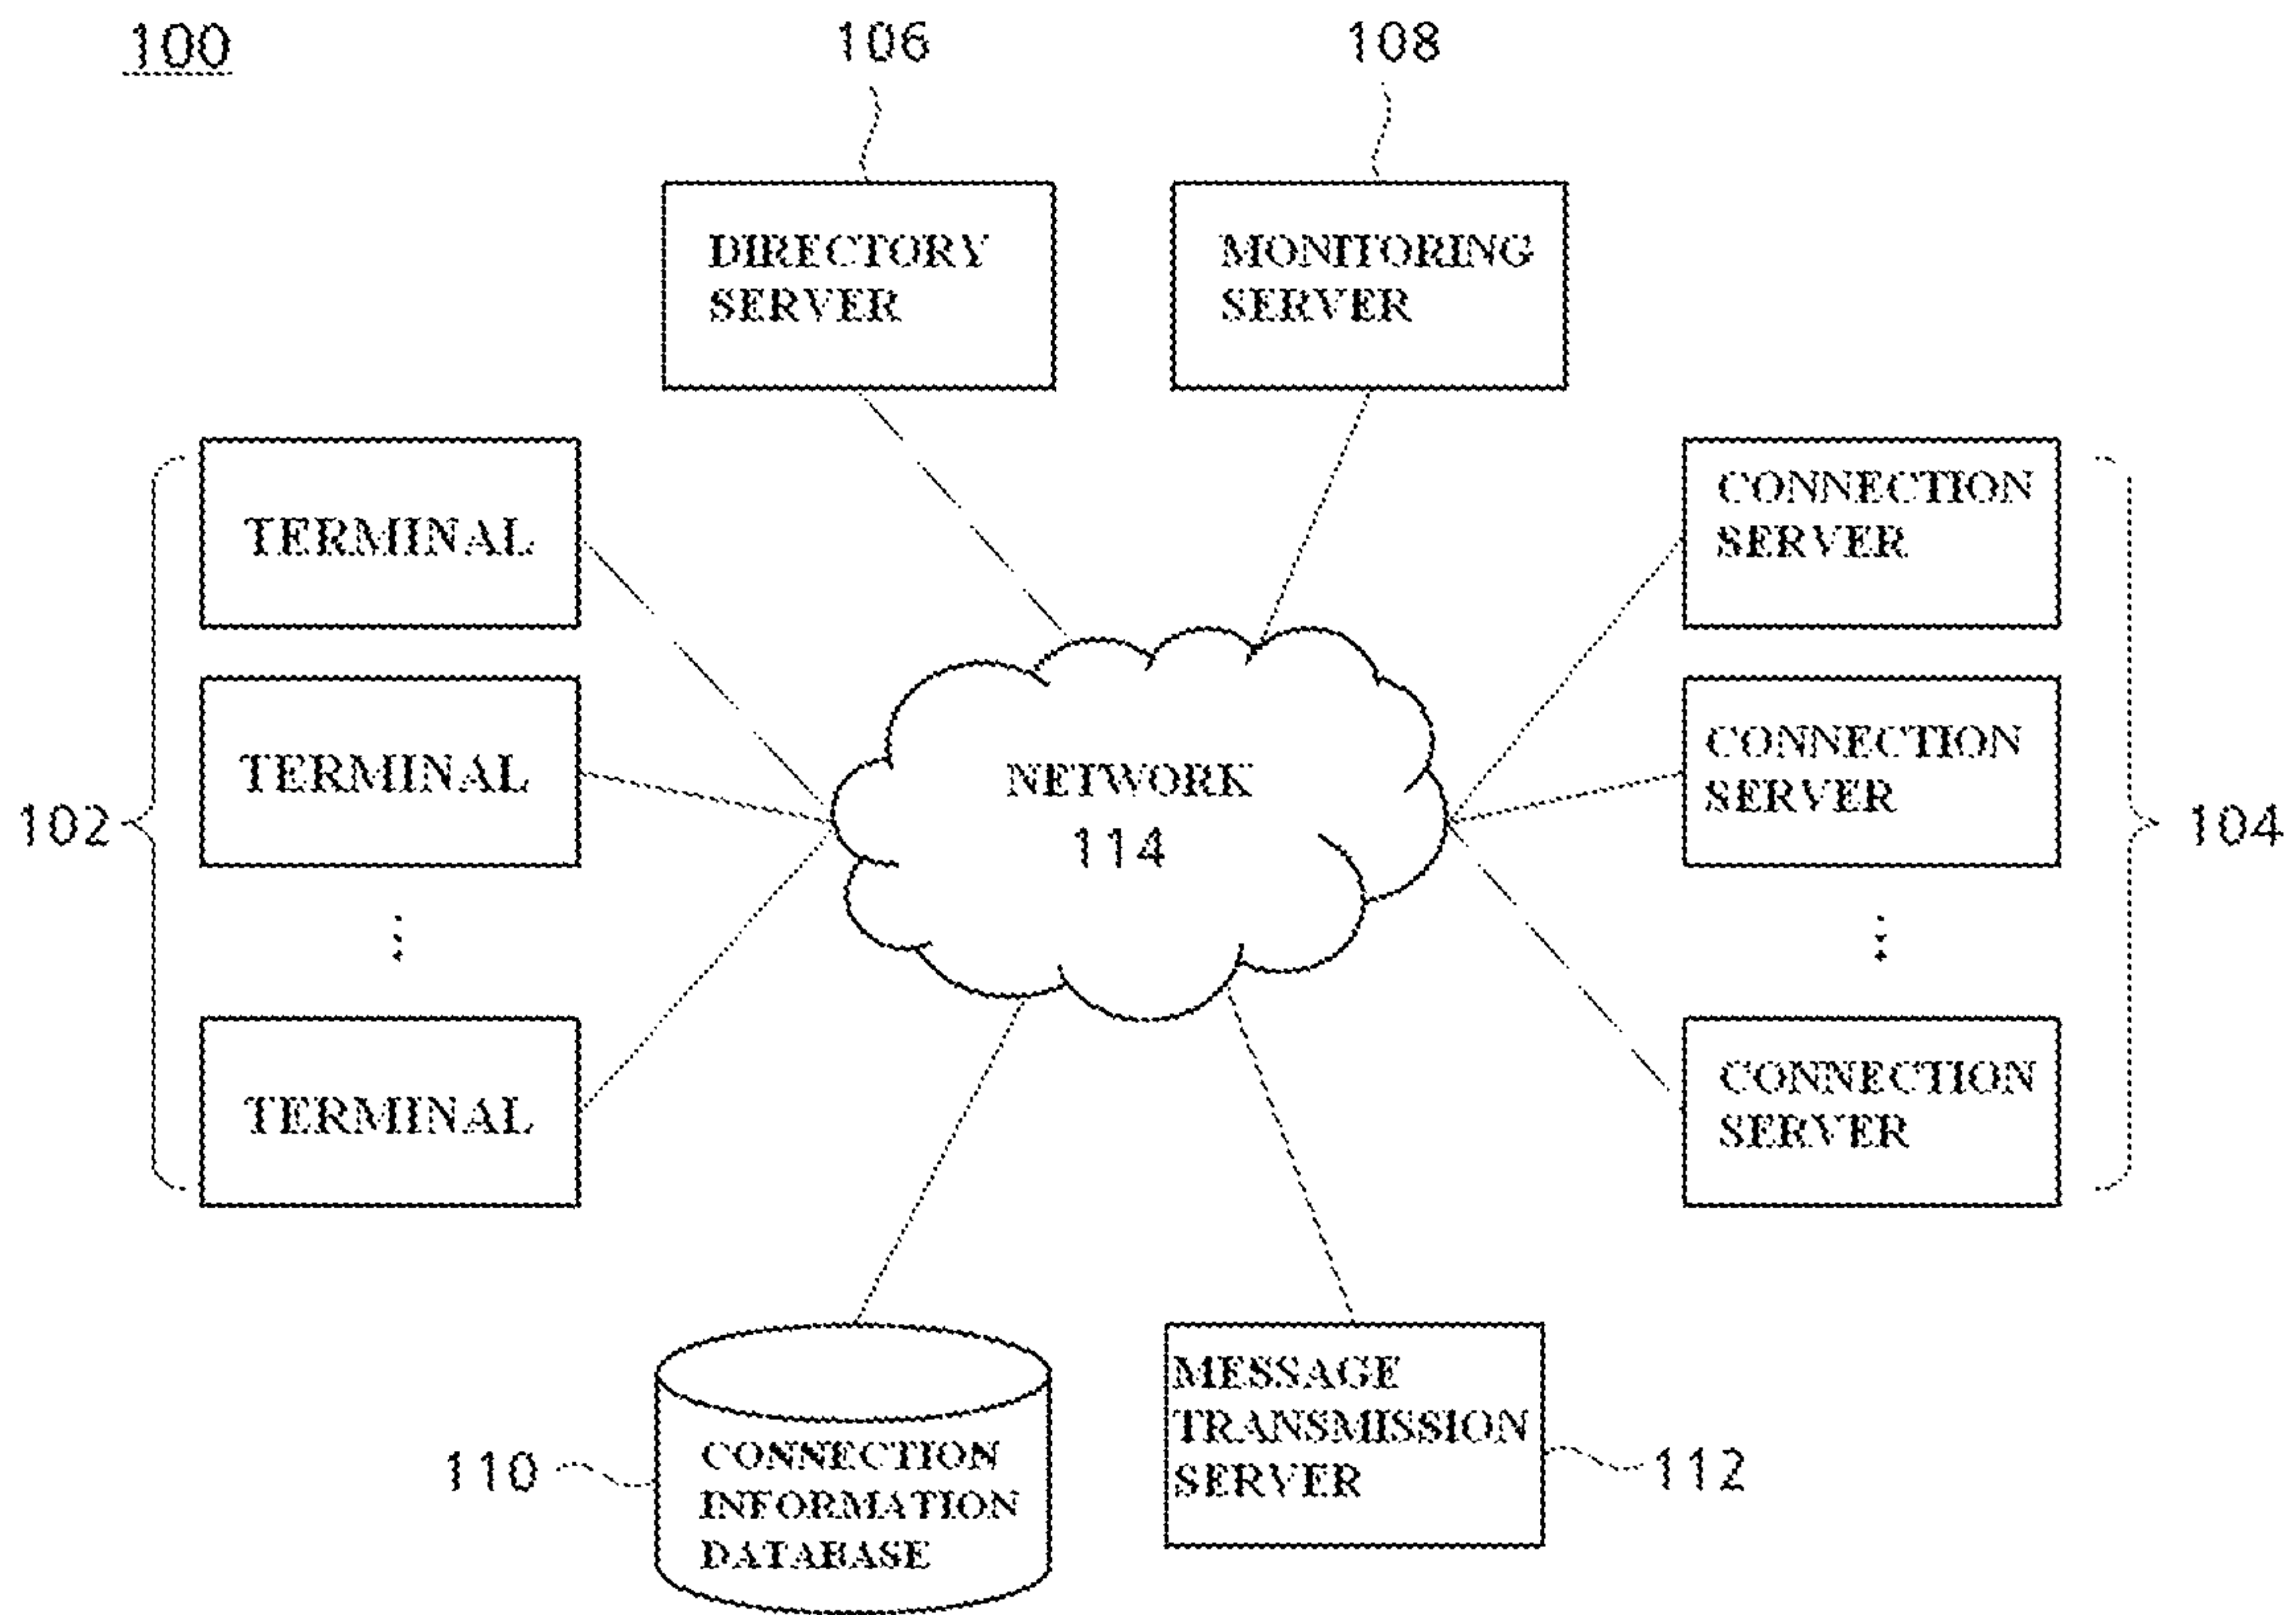 100
106
108
DIRECTORY
SERVER
MONITORING
SERVER
TERMINAL
TERMINAL
TERMINAL
102
NETWORK
114
CONNECTION
SERVER
CONNECTION
SERVER
CONNECTION
SERVER
104
110
CONNECTION
INFORMATION
DATABASE
MESSAGE
TRANSMISSION
SERVER
112